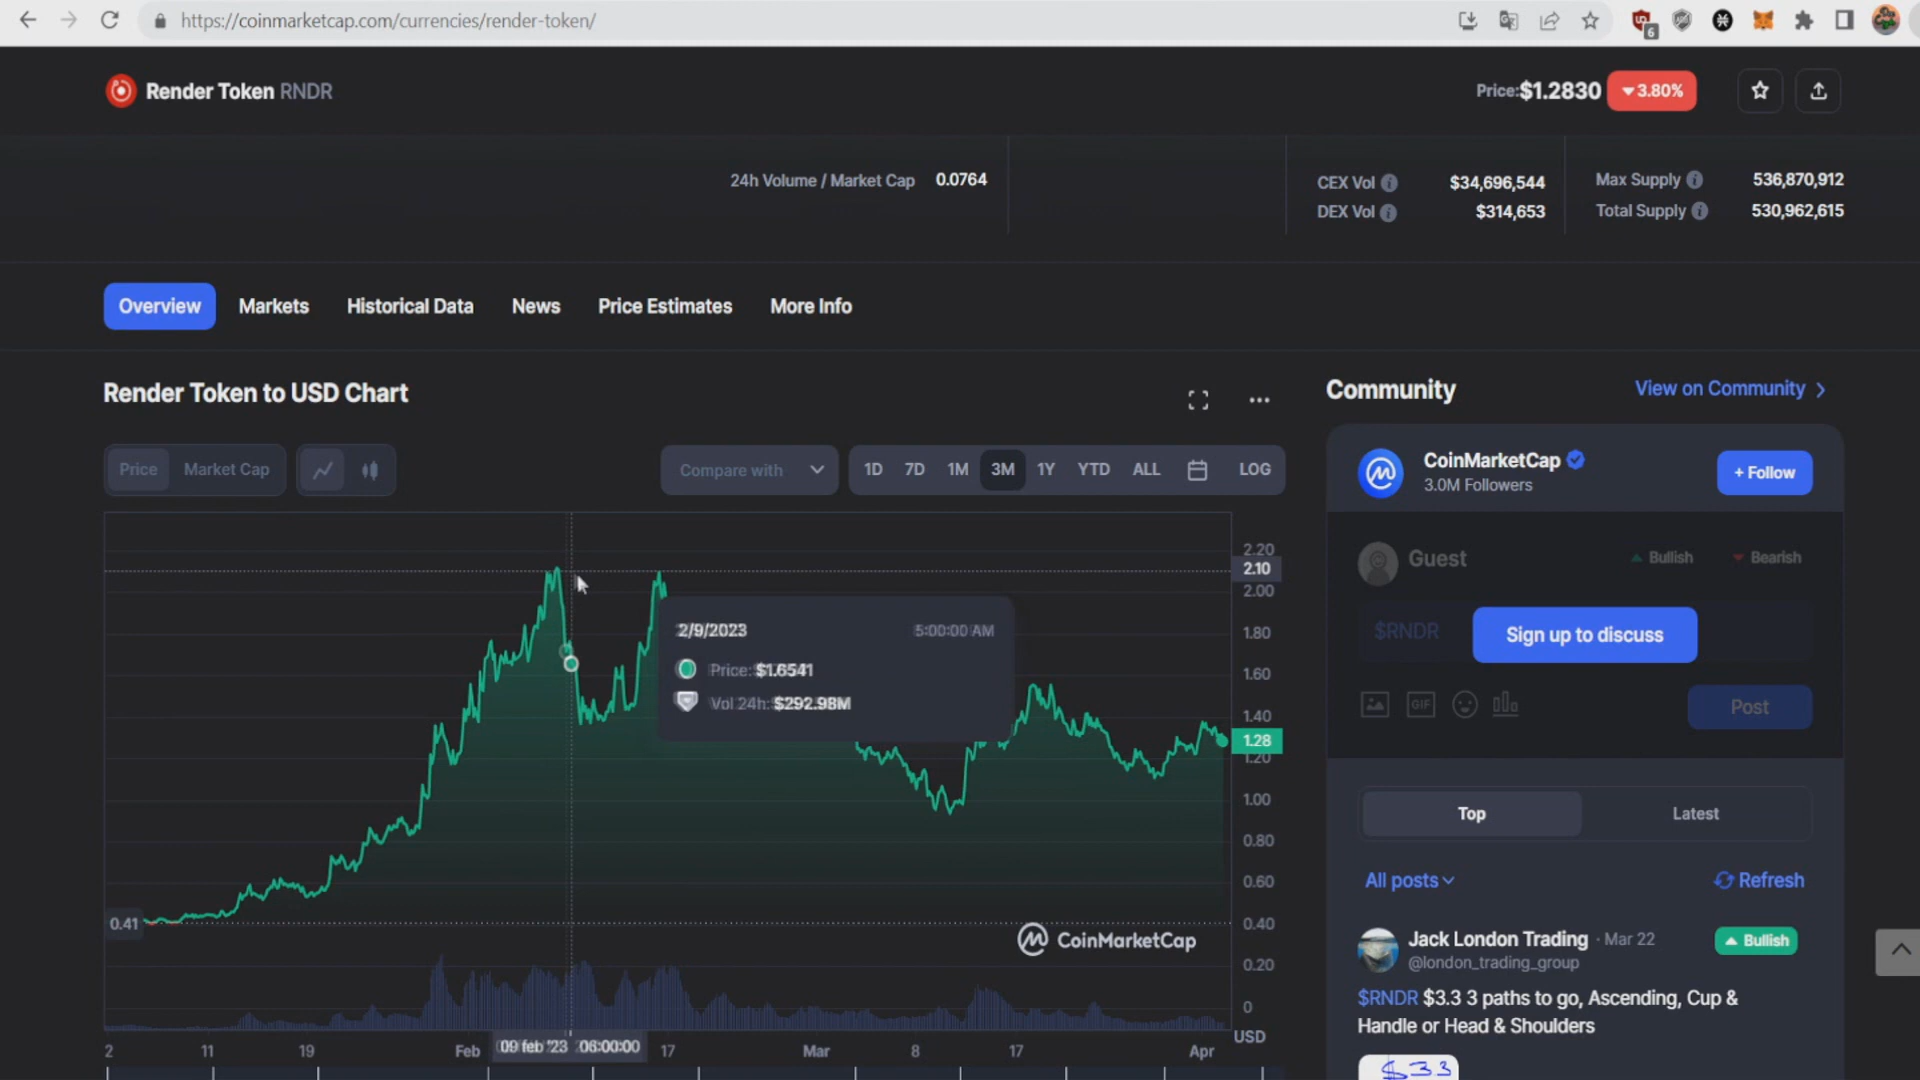 https://coinmarketcap.com/currencies/render-token/
6
Render Token RNDR
Price:$1.2830 3.80%
24h Volume / Market Cap 0.0764
CEX Vol $34,696,544
DEX Vol $314,653
Max Supply 536,870,912
Total Supply 530,962,615
Overview Markets Historical Data News Price Estimates More Info
Render Token to USD Chart
Price Market Cap
Compare with
1D 7D 1M 3M 1Y YTD ALL LOG
2.20
2.10
2.00
1.80
1.60
1.40
1.28
1.20
1.00
0.80
0.60
0.40
0.20
0
USD
0.41
2/9/2023 5:00:00 AM
Price: $1.6541
Vol 24h: $292.98M
CoinMarketCap
2 11 19 Feb 09 feb '23 06:00:00 17 Mar 8 17 Apr
Community
View on Community
CoinMarketCap
3.0M Followers
+ Follow
Guest
Bullish Bearish
$RNDR
Sign up to discuss
GIF
Post
Top Latest
All posts
Refresh
Jack London Trading · Mar 22
@london_trading_group
Bullish
$RNDR $3.3 3 paths to go, Ascending, Cup &
Handle or Head & Shoulders